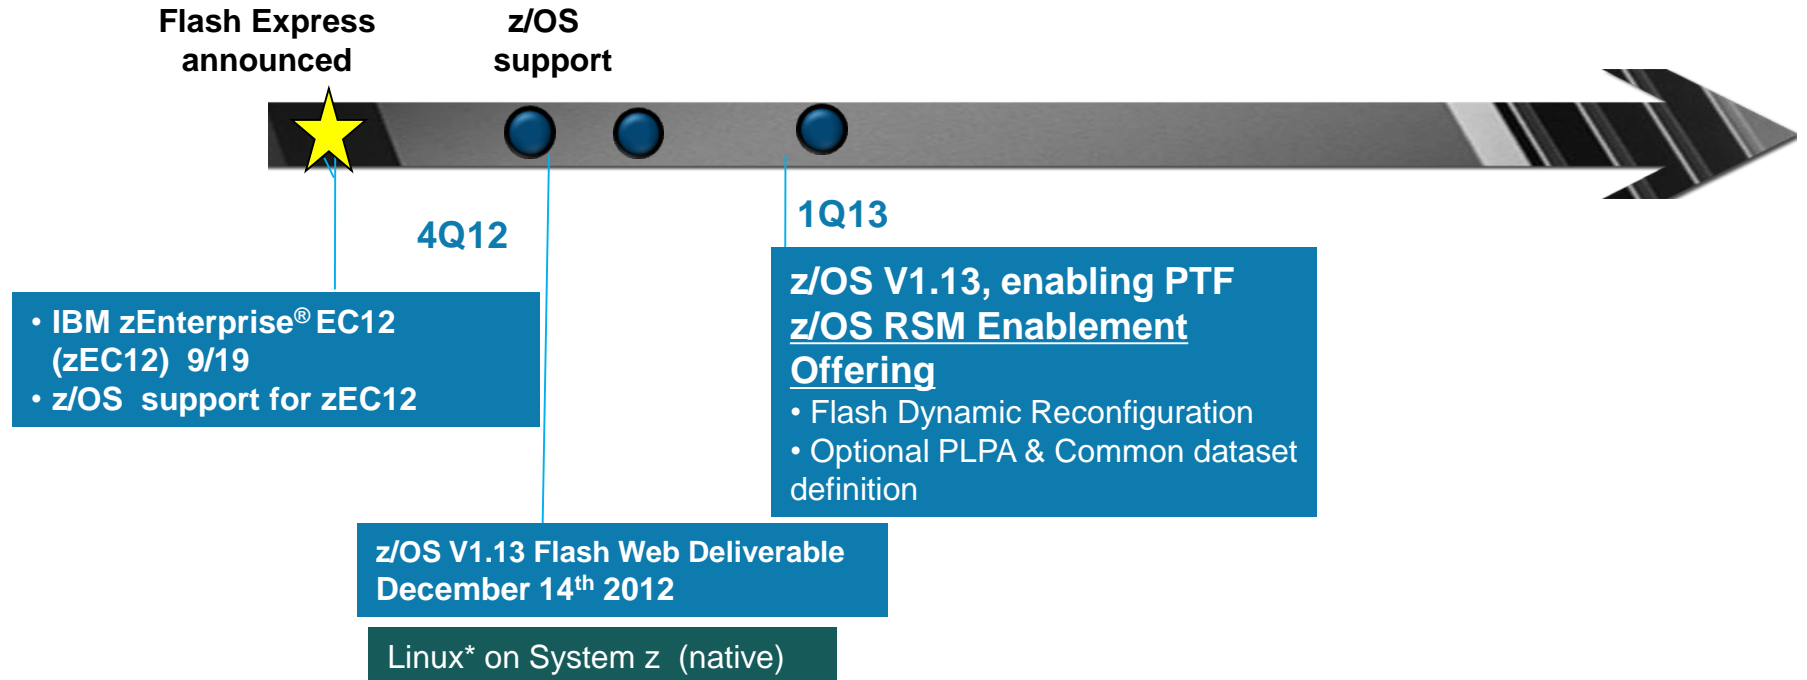 Flash Express
announced
z/OS
support
4Q12
1Q13
• IBM zEnterprise® EC12
(zEC12) 9/19
• z/OS support for zEC12
z/OS V1.13, enabling PTF
z/OS RSM Enablement
Offering
• Flash Dynamic Reconfiguration
• Optional PLPA & Common dataset
definition
z/OS V1.13 Flash Web Deliverable
December 14th 2012
Linux* on System z (native)